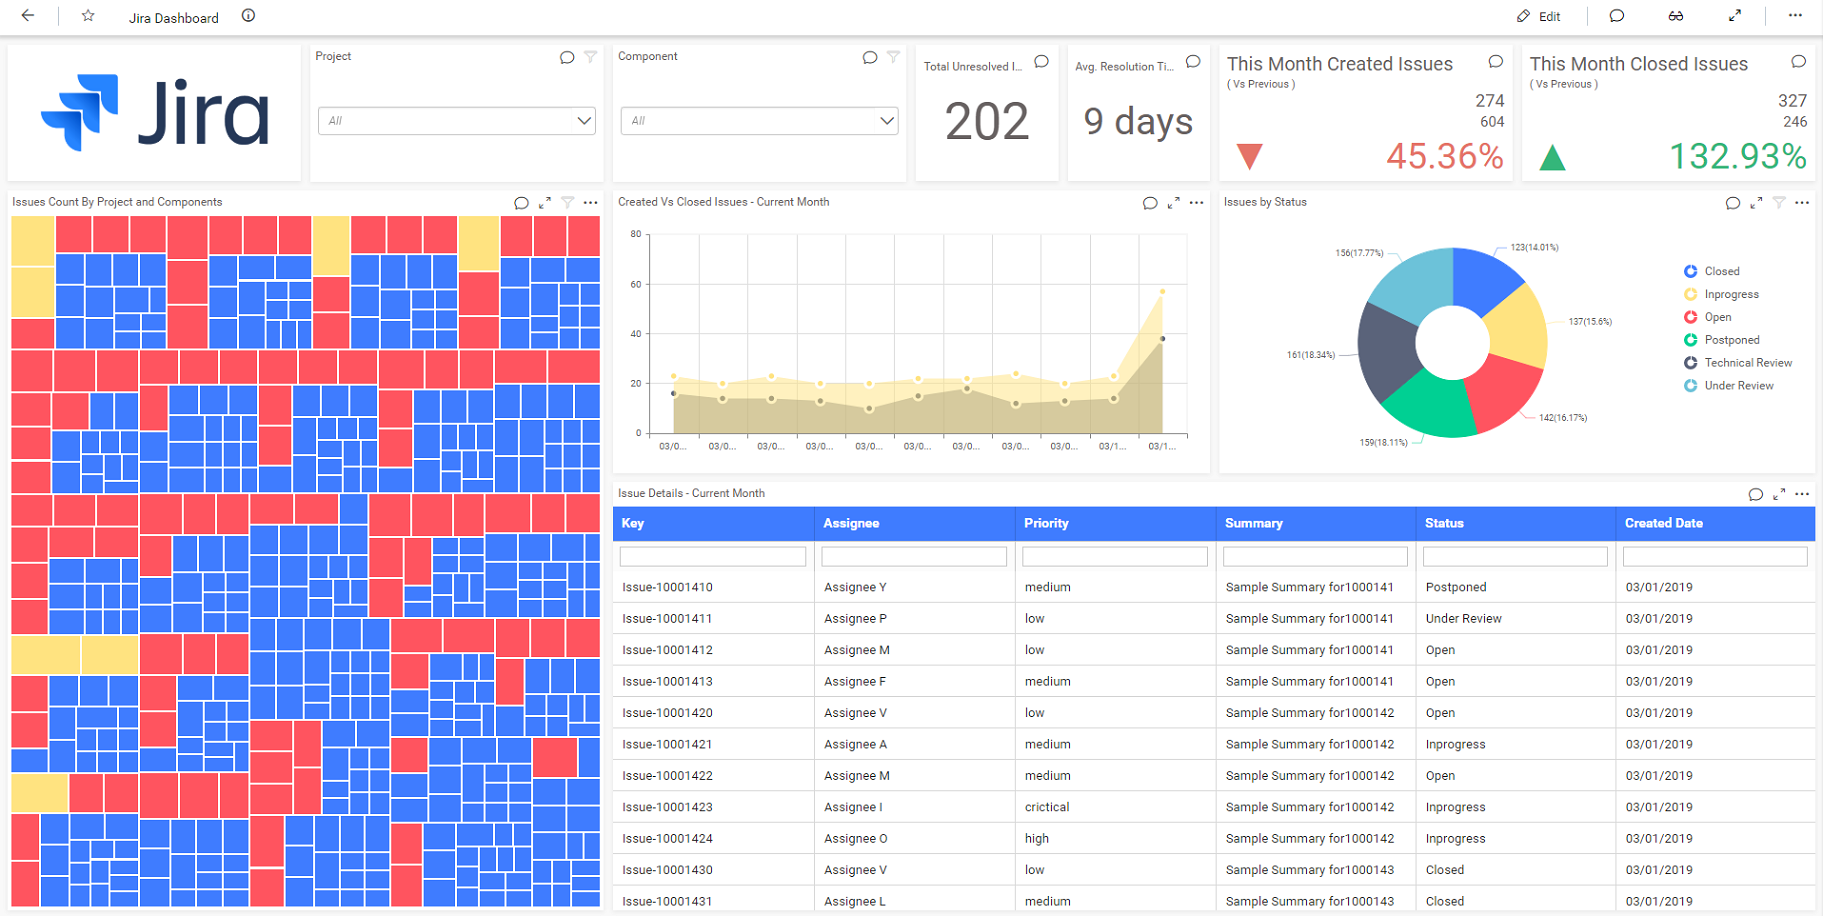 Jira Dashboard
Edit
Jira
Project
All
Component
All
Total Unresolved I...
202
Avg. Resolution Ti...
9 days
This Month Created Issues
( Vs Previous )
274
604
45.36%
This Month Closed Issues
( Vs Previous )
327
246
132.93%
Issues Count By Project and Components
Created Vs Closed Issues - Current Month
80
60
40
20
0
03/0... 03/0... 03/0... 03/0... 03/0... 03/0... 03/0... 03/0... 03/0... 03/1... 03/1...
Issues by Status
123(14.01%)
137(15.6%)
142(16.17%)
159(18.11%)
161(18.34%)
156(17.77%)
Closed
Inprogress
Open
Postponed
Technical Review
Under Review
Issue Details - Current Month
Key Assignee Priority Summary Status Created Date
Issue-10001410 Assignee Y medium Sample Summary for1000141 Postponed 03/01/2019
Issue-10001411 Assignee P low Sample Summary for1000141 Under Review 03/01/2019
Issue-10001412 Assignee M low Sample Summary for1000141 Open 03/01/2019
Issue-10001413 Assignee F medium Sample Summary for1000141 Open 03/01/2019
Issue-10001420 Assignee V low Sample Summary for1000142 Open 03/01/2019
Issue-10001421 Assignee A medium Sample Summary for1000142 Inprogress 03/01/2019
Issue-10001422 Assignee M medium Sample Summary for1000142 Open 03/01/2019
Issue-10001423 Assignee I crictical Sample Summary for1000142 Inprogress 03/01/2019
Issue-10001424 Assignee O high Sample Summary for1000142 Inprogress 03/01/2019
Issue-10001430 Assignee V low Sample Summary for1000143 Closed 03/01/2019
Issue-10001431 Assignee L medium Sample Summary for1000143 Closed 03/01/2019